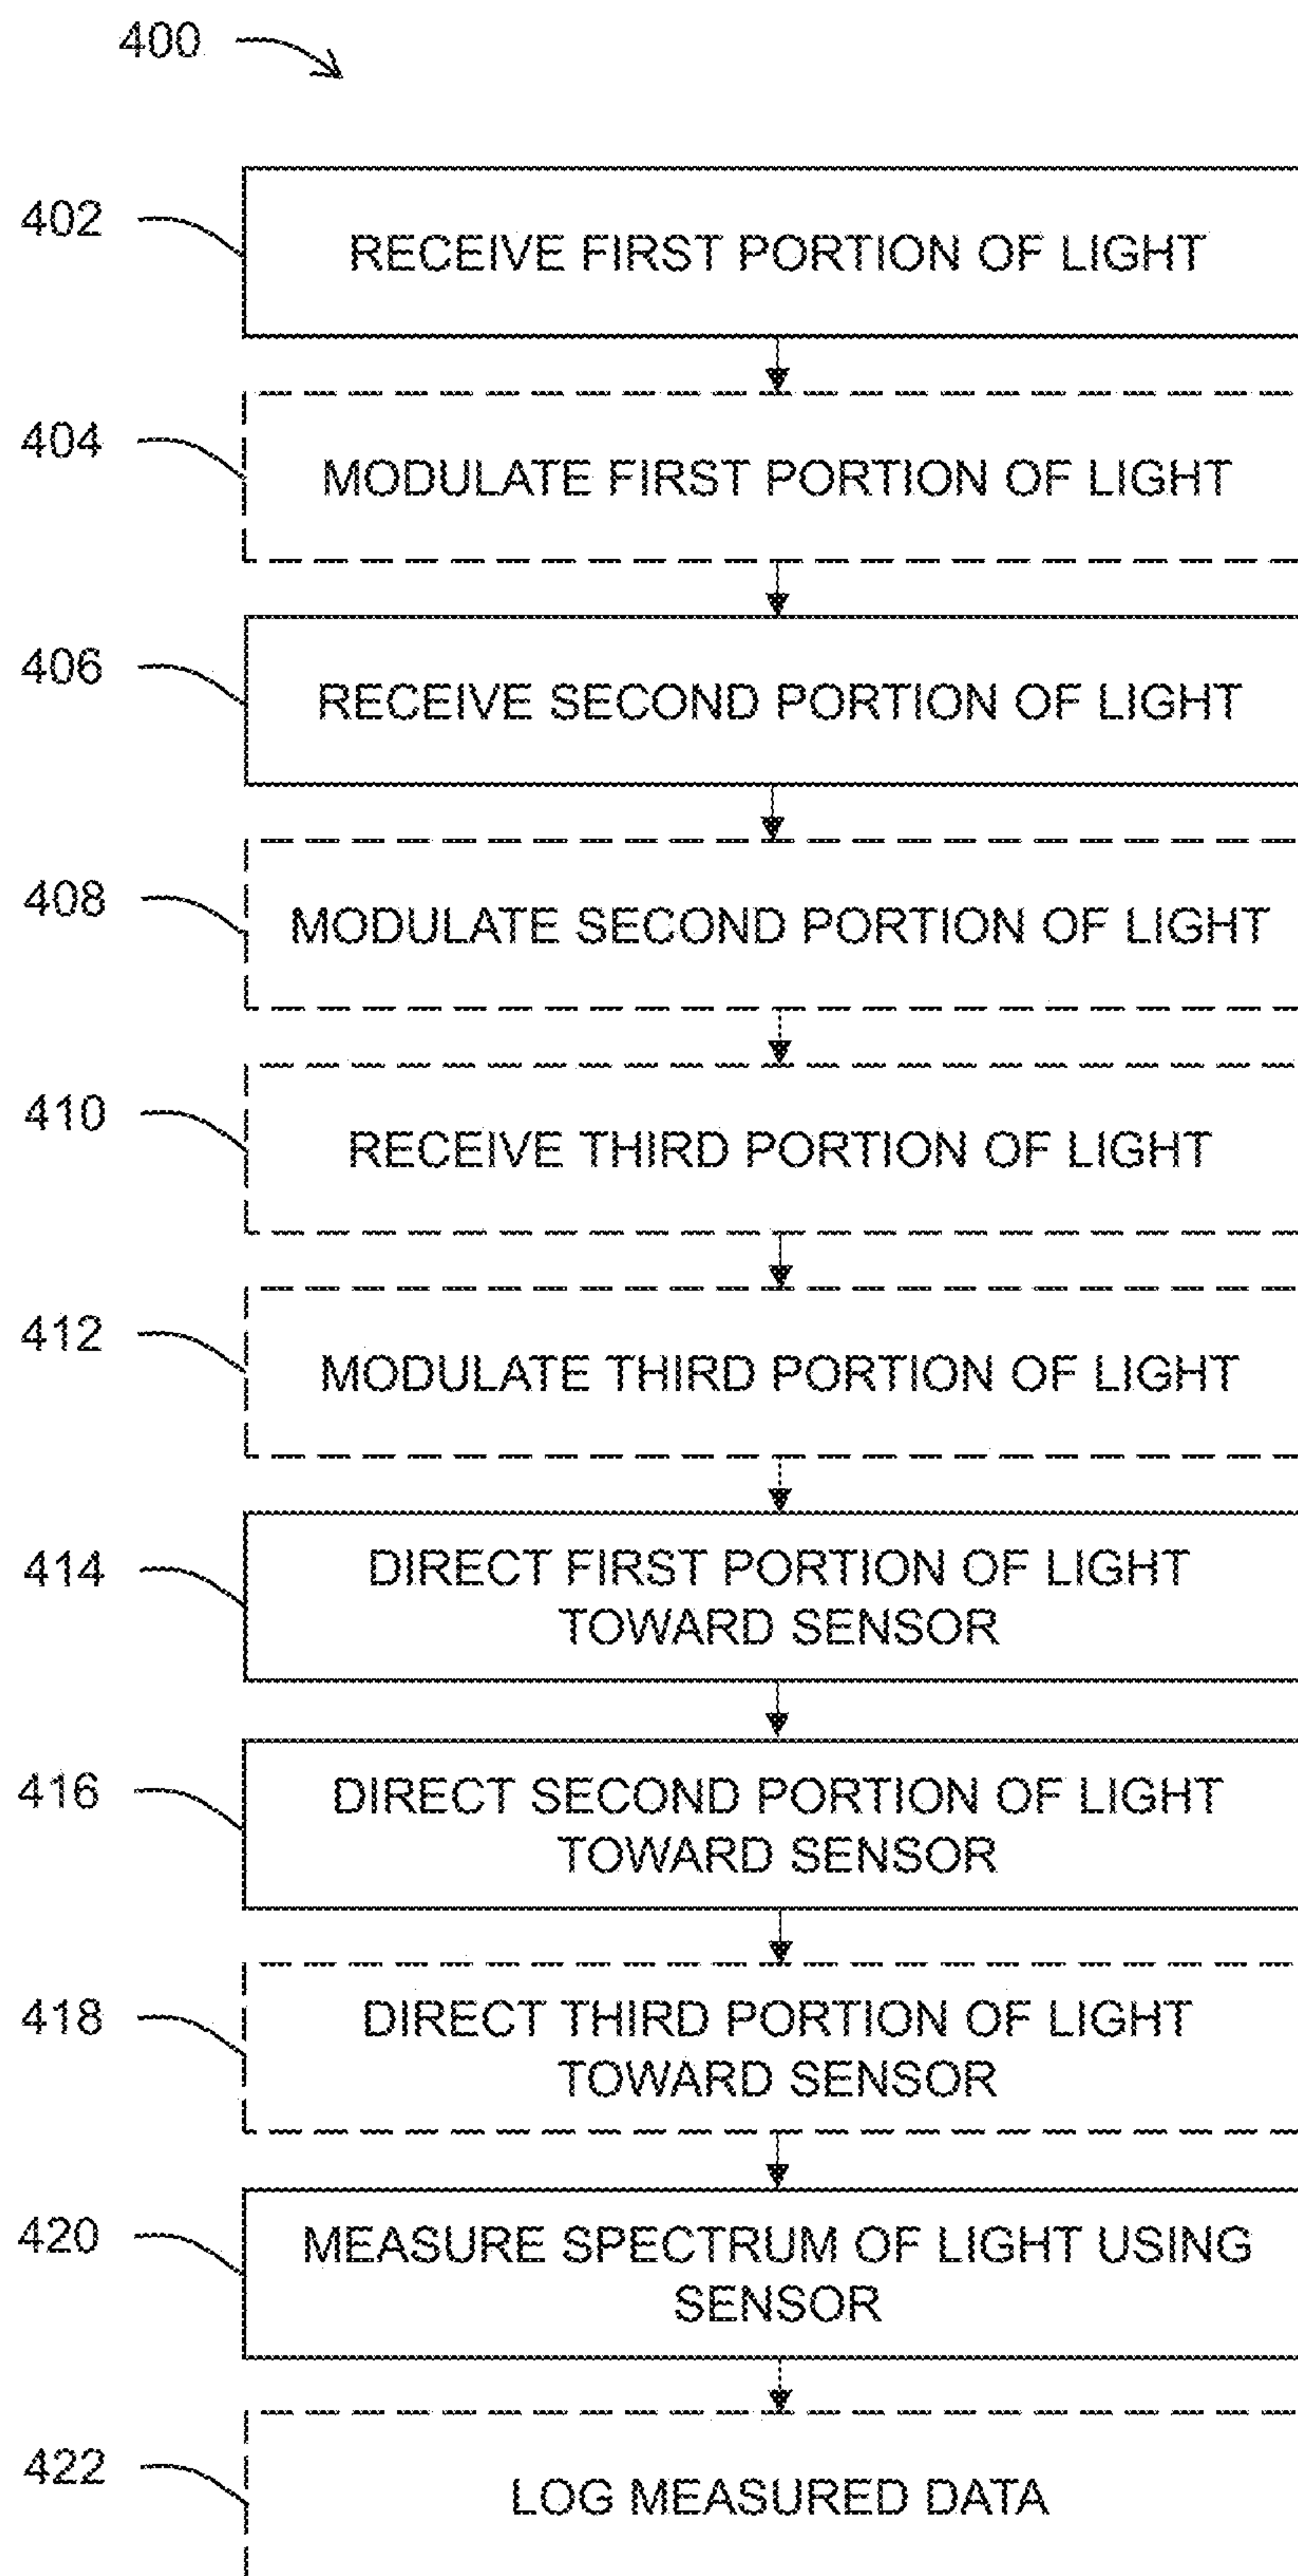 400
402
RECEIVE FIRST PORTION OF LIGHT
404
MODULATE FIRST PORTION OF LIGHT
406
RECEIVE SECOND PORTION OF LIGHT
408
MODULATE SECOND PORTION OF LIGHT
410
RECEIVE THIRD PORTION OF LIGHT
412
MODULATE THIRD PORTION OF LIGHT
414
DIRECT FIRST PORTION OF LIGHT
TOWARD SENSOR
416
DIRECT SECOND PORTION OF LIGHT
TOWARD SENSOR
418
DIRECT THIRD PORTION OF LIGHT
TOWARD SENSOR
420
MEASURE SPECTRUM OF LIGHT USING
SENSOR
422
LOG MEASURED DATA